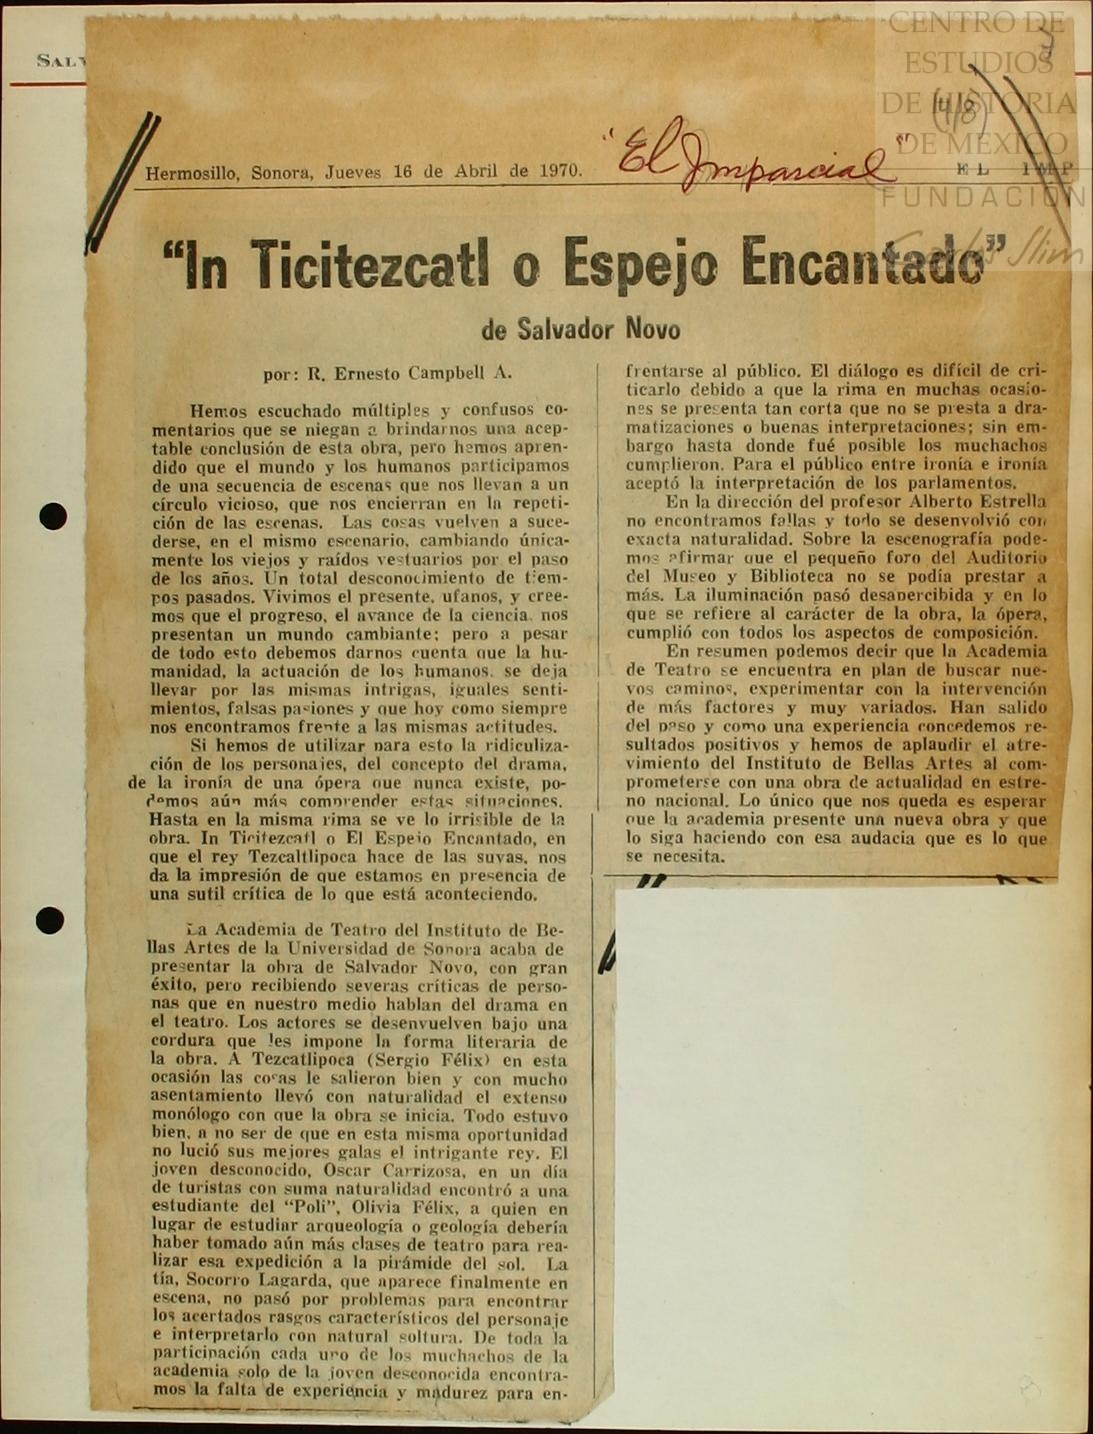 CENTRO DE
ESTUDIOS
DE HISTORIA
DE MÉXICO
FUNDACIÓN
Carlos Slim
SALV
(4/8)
Hermosillo, Sonora, Jueves 16 de Abril de 1970.
"El Imparcial"
EL IMP
“In Ticitezcatl o Espejo Encantado”
de Salvador Novo
por: R. Ernesto Campbell A.
Hemos escuchado múltiples y confusos co-
mentarios que se niegan a brindarnos una acep-
table conclusión de esta obra, pero hemos apren-
dido que el mundo y los humanos participamos
de una secuencia de escenas que nos llevan a un
círculo vicioso, que nos encierran en la repeti-
ción de las escenas. Las cosas vuelven a suce-
derse, en el mismo escenario, cambiando única-
mente los viejos y raídos vestuarios por el paso
de los años. Un total desconocimiento de tiem-
pos pasados. Vivimos el presente, ufanos, y cree-
mos que el progreso, el avance de la ciencia, nos
presentan un mundo cambiante; pero a pesar
de todo esto debemos darnos cuenta que la hu-
manidad, la actuación de los humanos, se deja
llevar por las mismas intrigas, iguales senti-
mientos, falsas pasiones y que hoy como siempre
nos encontramos frente a las mismas actitudes.
Si hemos de utilizar para esto la ridiculiza-
ción de los personajes, del concepto del drama,
de la ironía de una ópera que nunca existe, po-
demos aún más comprender estas situaciones.
Hasta en la misma rima se ve lo irrisible de la
obra. In Ticitezcatl o El Espejo Encantado, en
que el rey Tezcaltlipoca hace de las suyas, nos
da la impresión de que estamos en presencia de
una sutil crítica de lo que está aconteciendo.
La Academia de Teatro del Instituto de Be-
llas Artes de la Universidad de Sonora acaba de
presentar la obra de Salvador Novo, con gran
éxito, pero recibiendo severas críticas de perso-
nas que en nuestro medio hablan del drama en
el teatro. Los actores se desenvuelven bajo una
cordura que les impone la forma literaria de
la obra. A Tezcatlipoca (Sergio Félix) en esta
ocasión las cosas le salieron bien y con mucho
asentamiento llevó con naturalidad el extenso
monólogo con que la obra se inicia. Todo estuvo
bien, a no ser de que en esta misma oportunidad
no lució sus mejores galas el intrigante rey. El
joven desconocido, Oscar Carrizosa, en un día
de turistas con suma naturalidad encontró a una
estudiante del “Poli”, Olivia Félix, a quien en
lugar de estudiar arqueología o geología debería
haber tomado aún más clases de teatro para rea-
lizar esa expedición a la pirámide del sol. La
tía, Socorro Lagarda, que aparece finalmente en
escena, no pasó por problemas para encontrar
los acertados rasgos característicos del personaje
e interpretarlo con natural soltura. De toda la
participación cada uno de los muchachos de la
academia solo de la joven desconocida encontra-
mos la falta de experiencia y madurez para en-
frentarse al público. El diálogo es difícil de cri-
ticarlo debido a que la rima en muchas ocasio-
nes se presenta tan corta que no se presta a dra-
matizaciones o buenas interpretaciones; sin em-
bargo hasta donde fué posible los muchachos
cumplieron. Para el público entre ironía e ironía
aceptó la interpretación de los parlamentos.
En la dirección del profesor Alberto Estrella
no encontramos fallas y todo se desenvolvió con
exacta naturalidad. Sobre la escenografía pode-
mos afirmar que el pequeño foro del Auditorio
del Museo y Biblioteca no se podía prestar a
más. La iluminación pasó desapercibida y en lo
que se refiere al carácter de la obra, la ópera,
cumplió con todos los aspectos de composición.
En resumen podemos decir que la Academia
de Teatro se encuentra en plan de buscar nue-
vos caminos, experimentar con la intervención
de más factores y muy variados. Han salido
del paso y como una experiencia concedemos re-
sultados positivos y hemos de aplaudir el atre-
vimiento del Instituto de Bellas Artes al com-
prometerse con una obra de actualidad en estre-
no nacional. Lo único que nos queda es esperar
que la academia presente una nueva obra y que
lo siga haciendo con esa audacia que es lo que
se necesita.